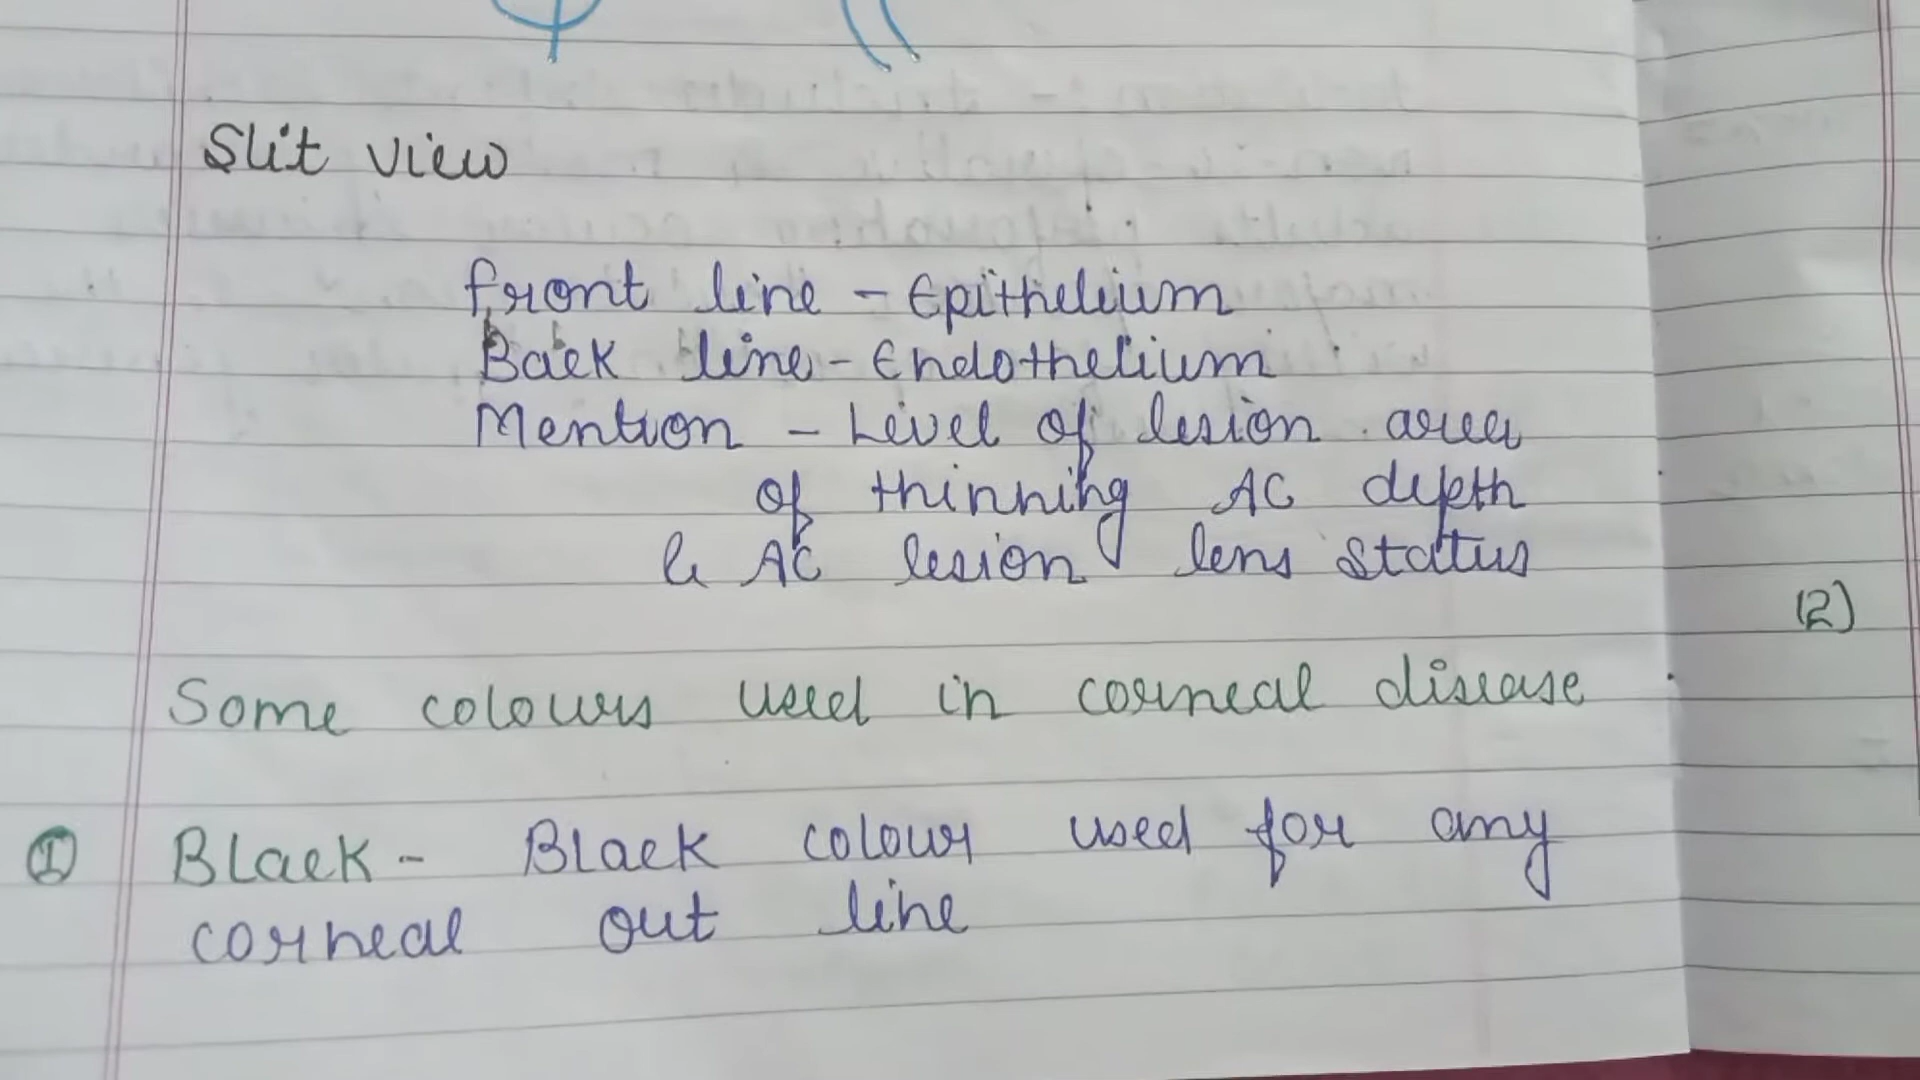 Slit view
front line - Epithelium
Back line - Endothelium
Mention - Level of lesion area
of thinning AC depth
& AC lesion lens status
(2)
Some colours used in corneal disease
① Black - Black colour used for any
corneal out line